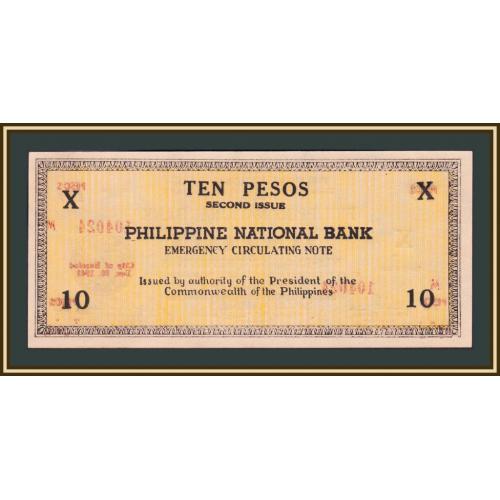 TEN PESOS
SECOND ISSUE
X
X
PHILIPPINE NATIONAL BANK
EMERGENCY CIRCULATING NOTE
Issued by authority of the President of the
Commonwealth of the Philippines
10
10